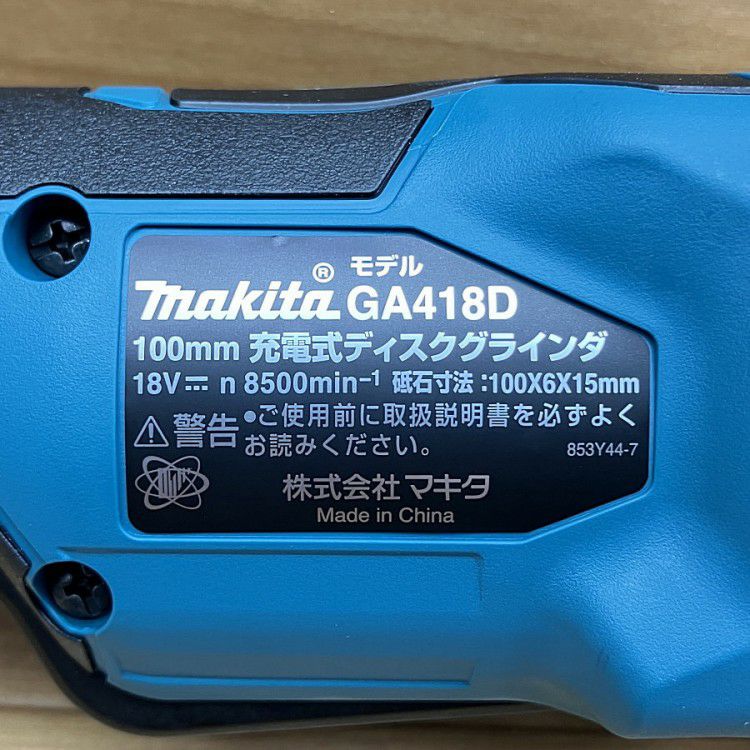 モデル
makita® GA418D
100mm 充電式ディスクグラインダ
18V⎓ n 8500min⁻¹ 砥石寸法:100X6X15mm
⚠警告 ●ご使用前に取扱説明書を必ずよく
お読みください。
853Y44-7
株式会社 マキタ
Made in China